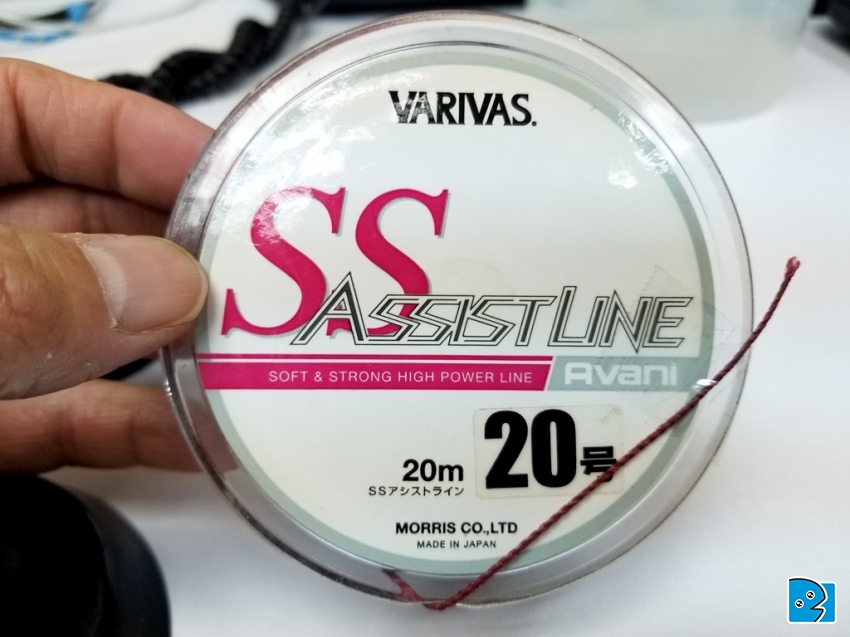 VARIVAS.
SS
ASSIST LINE
SOFT & STRONG HIGH POWER LINE
Avani
20m
20号
SSアシストライン
MORRIS CO.,LTD
MADE IN JAPAN